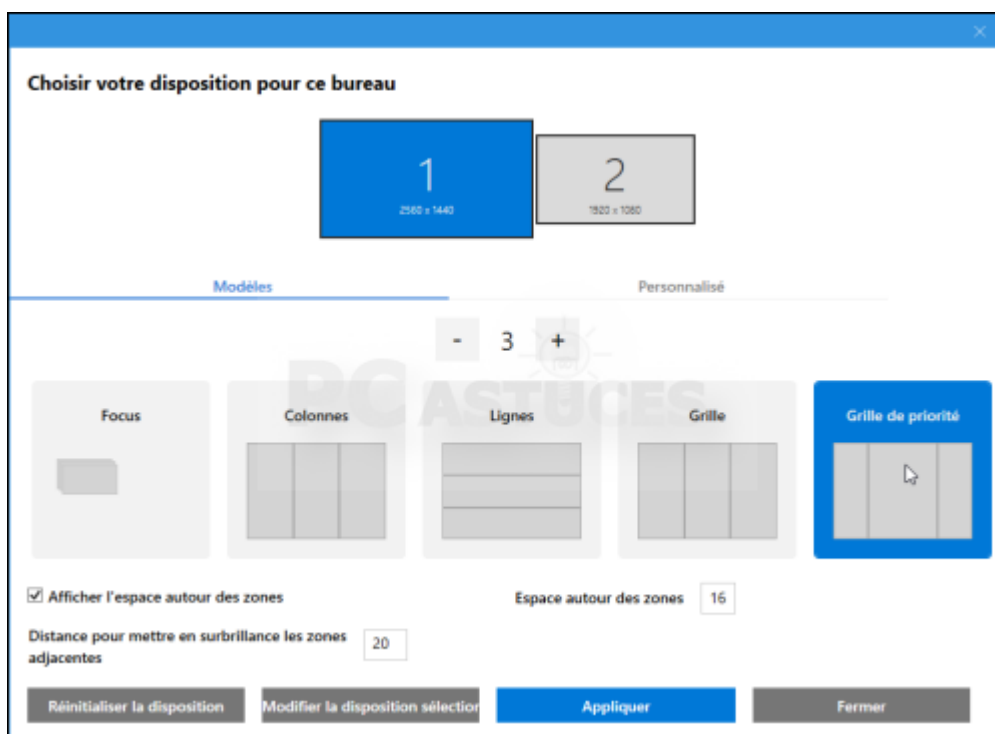 Choisir votre disposition pour ce bureau
1
2560 x 1440
2
1920 x 1080
Modèles
Personnalisé
- 3 +
PC ASTUCES
Focus
Colonnes
Lignes
Grille
Grille de priorité
Afficher l'espace autour des zones
Espace autour des zones 16
Distance pour mettre en surbrillance les zones
adjacentes
20
Réinitialiser la disposition
Modifier la disposition sélection
Appliquer
Fermer